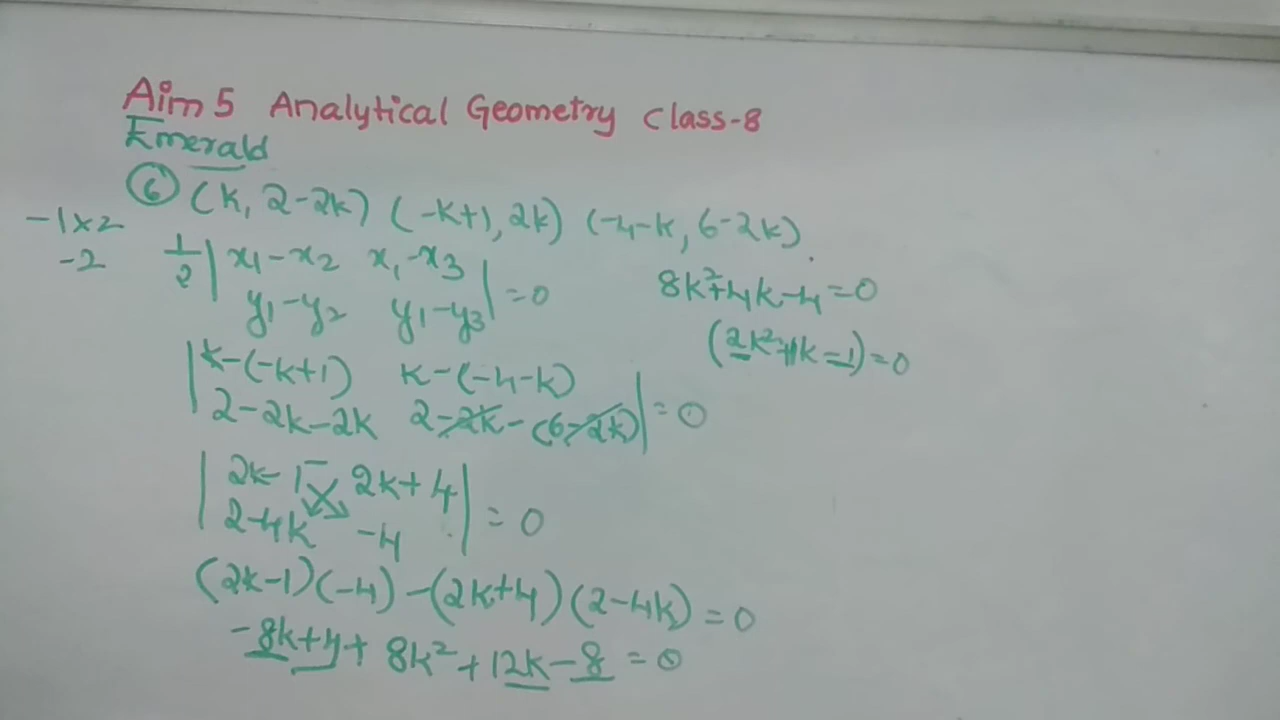 Aim 5 Analytical Geometry Class-8
Emerald
⑥ (k, 2-2k) (-k+1, 2k) (-4-k, 6-2k)
-1×2
-2
1/2 | x₁-x₂ x₁-x₃ |
| y₁-y₂ y₁-y₃ | = 0
| k-(-k+1) k-(-4-k) |
| 2-2k-2k 2-2k-(6-2k) | = 0
| 2k-1 2k+4 |
| 2-4k -4 | = 0
(2k-1)(-4)-(2k+4)(2-4k) = 0
-8k+4+8k²+12k-8 = 0
8k²+4k-4=0
(2k²+1k-1)=0